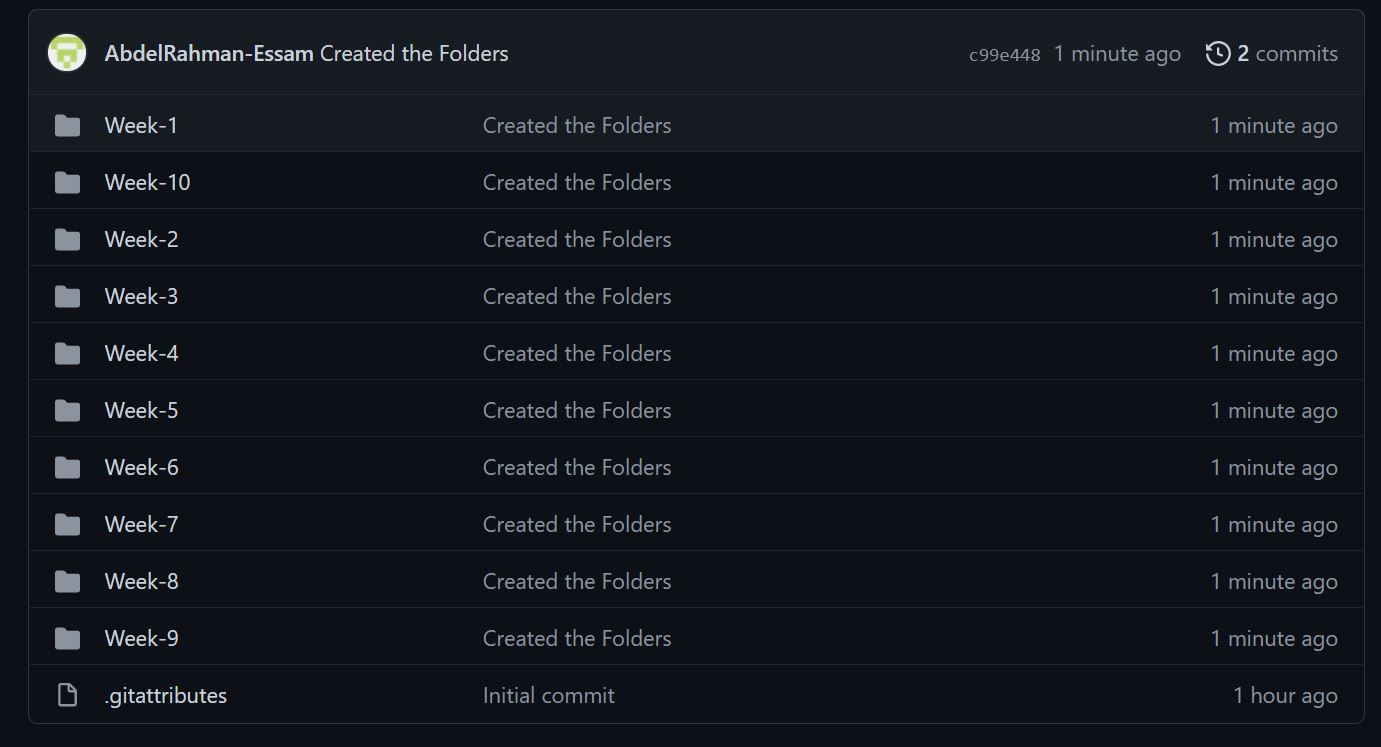 AbdelRahman-Essam Created the Folders c99e448 1 minute ago 2 commits
Week-1 Created the Folders 1 minute ago
Week-10 Created the Folders 1 minute ago
Week-2 Created the Folders 1 minute ago
Week-3 Created the Folders 1 minute ago
Week-4 Created the Folders 1 minute ago
Week-5 Created the Folders 1 minute ago
Week-6 Created the Folders 1 minute ago
Week-7 Created the Folders 1 minute ago
Week-8 Created the Folders 1 minute ago
Week-9 Created the Folders 1 minute ago
.gitattributes Initial commit 1 hour ago